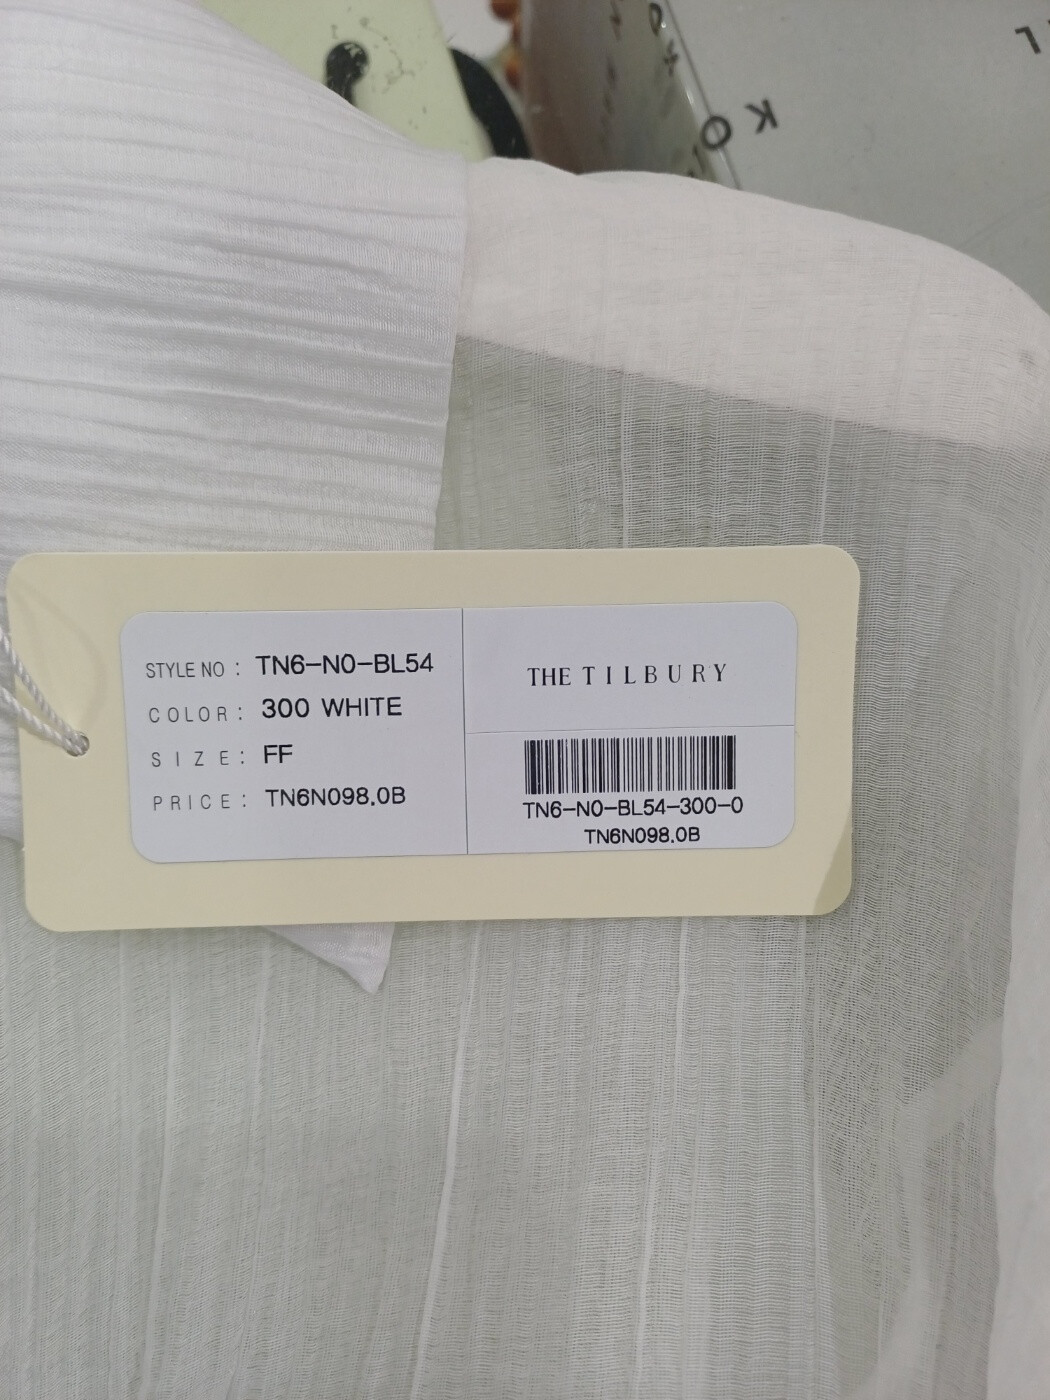 STYLE NO : TN6-N0-BL54
COLOR : 300 WHITE
SIZE : FF
PRICE : TN6N098.0B
THE TILBURY
TN6-N0-BL54-300-0
TN6N098.0B
K O